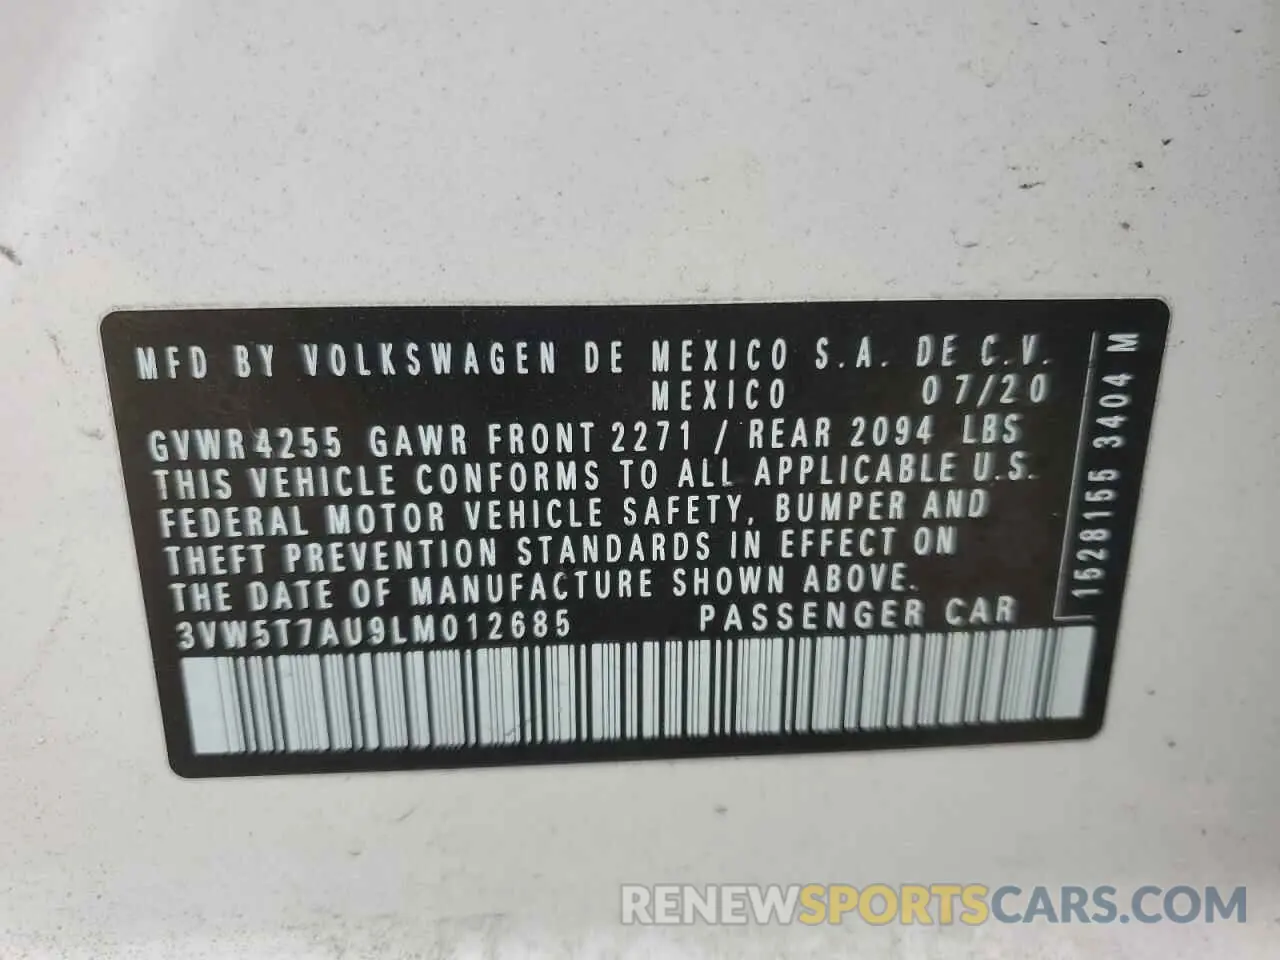 MFD BY VOLKSWAGEN DE MEXICO S.A. DE C.V.
MEXICO 07/20
GVWR 4255 GAWR FRONT 2271 / REAR 2094 LBS
THIS VEHICLE CONFORMS TO ALL APPLICABLE U.S.
FEDERAL MOTOR VEHICLE SAFETY, BUMPER AND
THEFT PREVENTION STANDARDS IN EFFECT ON
THE DATE OF MANUFACTURE SHOWN ABOVE.
3VW5T7AU9LM012685 PASSENGER CAR
1528155 3404 M
RENEWSPORTSCARS.COM